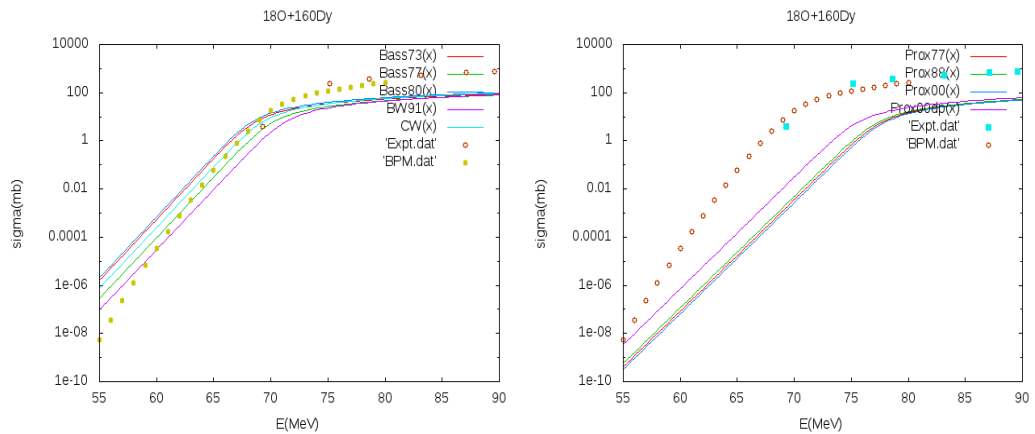 18O+160Dy
sigma(mb)
10000
100
1
0.01
0.0001
1e-06
1e-08
1e-10
55 60 65 70 75 80 85 90
E(MeV)
Bass73(x)
Bass77(x)
Bass80(x)
BW91(x)
CW(x)
'Expt.dat'
'BPM.dat'
18O+160Dy
sigma(mb)
10000
100
1
0.01
0.0001
1e-06
1e-08
1e-10
55 60 65 70 75 80 85 90
E(MeV)
Prox77(x)
Prox88(x)
Prox00(x)
Prox00dp(x)
'Expt.dat'
'BPM.dat'